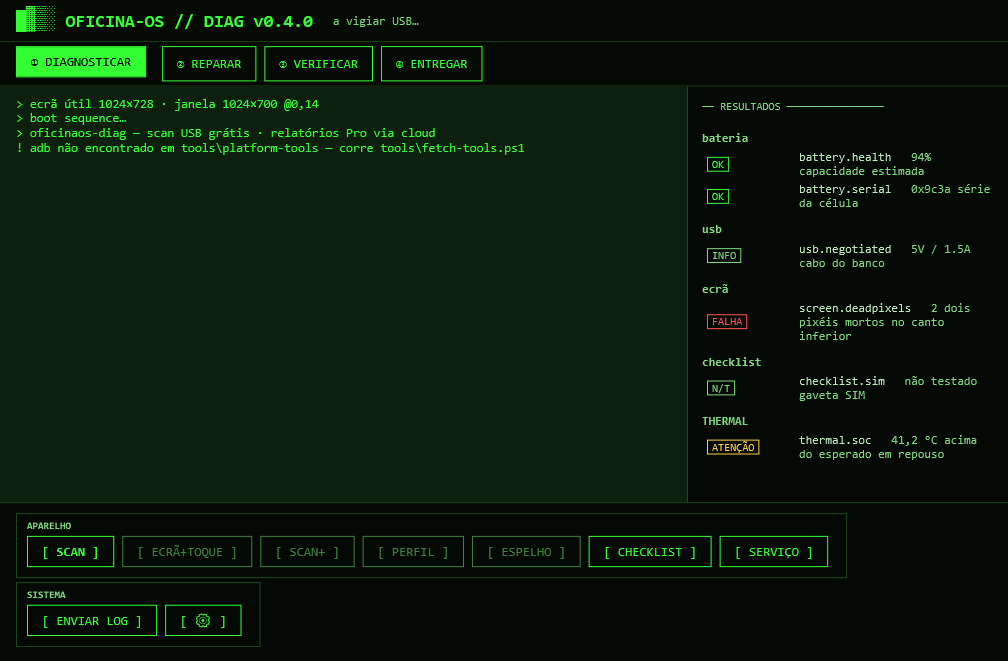 OFICINA-OS // DIAG v0.4.0 a vigiar USB…
① DIAGNOSTICAR ② REPARAR ③ VERIFICAR ④ ENTREGAR
> ecrã útil 1024×728 · janela 1024×700 @0,14
> boot sequence…
> oficinaos-diag — scan USB grátis · relatórios Pro via cloud
! adb não encontrado em tools\platform-tools — corre tools\fetch-tools.ps1
── RESULTADOS ────────────────
bateria
OK battery.health 94%
capacidade estimada
OK battery.serial 0x9c3a série
da célula
usb
INFO usb.negotiated 5V / 1.5A
cabo do banco
ecrã
FALHA screen.deadpixels 2 dois
pixéis mortos no canto
inferior
checklist
N/T checklist.sim não testado
gaveta SIM
THERMAL
ATENÇÃO thermal.soc 41,2 °C acima
do esperado em repouso
APARELHO
[ SCAN ] [ ECRÃ+TOQUE ] [ SCAN+ ] [ PERFIL ] [ ESPELHO ] [ CHECKLIST ] [ SERVIÇO ]
SISTEMA
[ ENVIAR LOG ] [ ⚙ ]